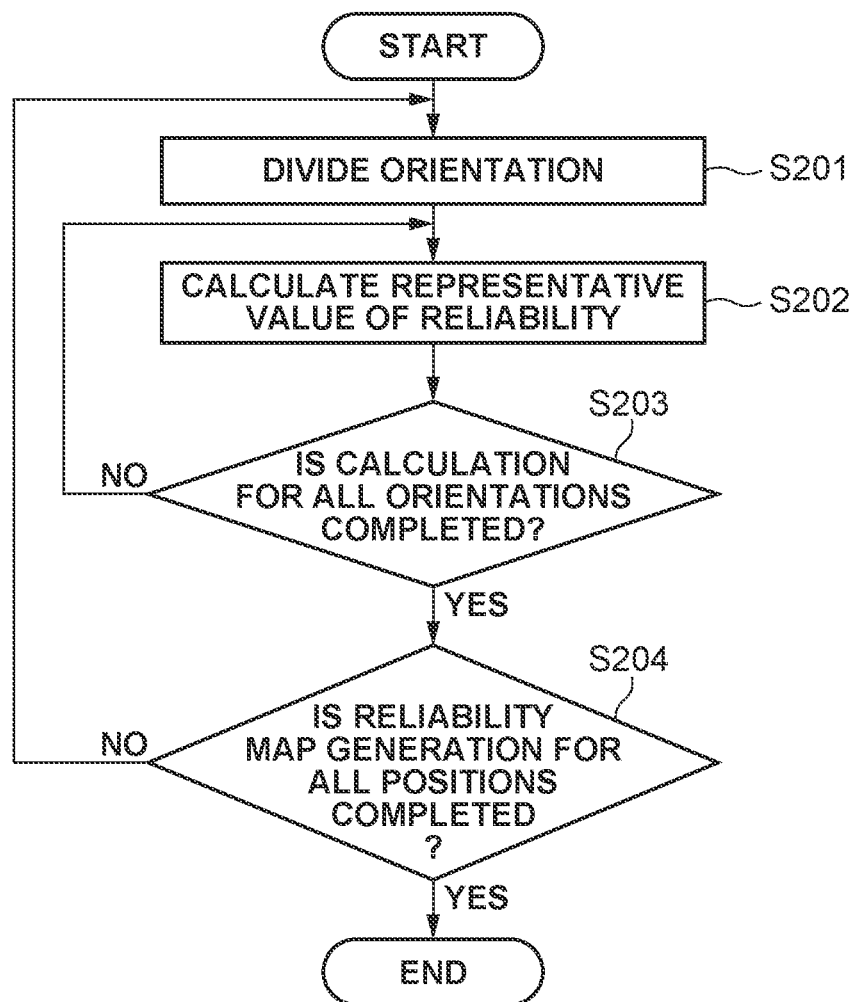 START
DIVIDE ORIENTATION
S201
CALCULATE REPRESENTATIVE
VALUE OF RELIABILITY
S202
S203
IS CALCULATION
FOR ALL ORIENTATIONS
COMPLETED?
NO
YES
S204
IS RELIABILITY
MAP GENERATION FOR
ALL POSITIONS
COMPLETED
?
NO
YES
END